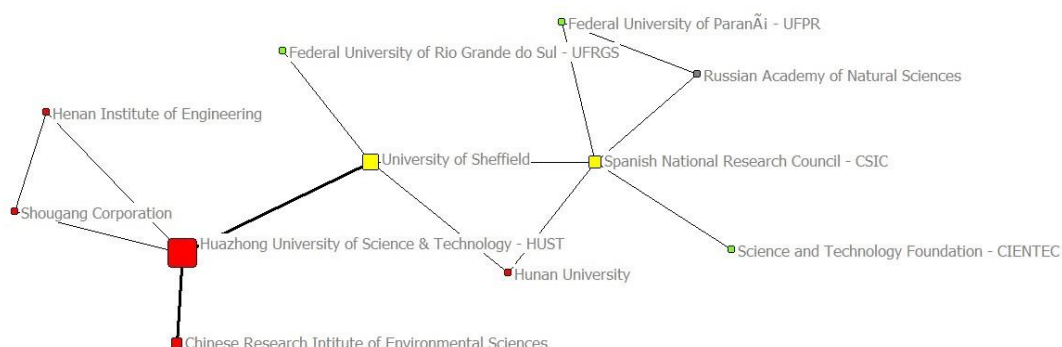 Federal University of ParanÃi - UFPR
Federal University of Rio Grande do Sul - UFRGS
Russian Academy of Natural Sciences
Henan Institute of Engineering
University of Sheffield
Spanish National Research Council - CSIC
Shougang Corporation
Huazhong University of Science & Technology - HUST
Science and Technology Foundation - CIENTEC
Hunan University
Chinese Research Intitute of Environmental Sciences